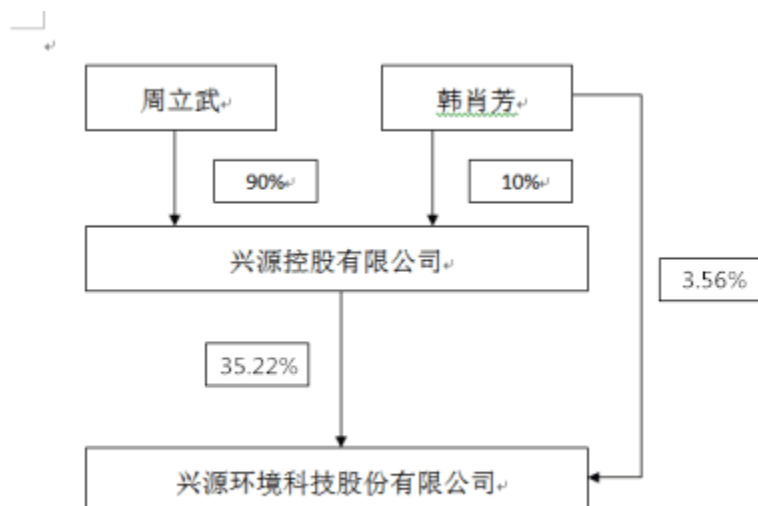 周立武
韩肖芳
90%
10%
兴源控股有限公司
3.56%
35.22%
兴源环境科技股份有限公司